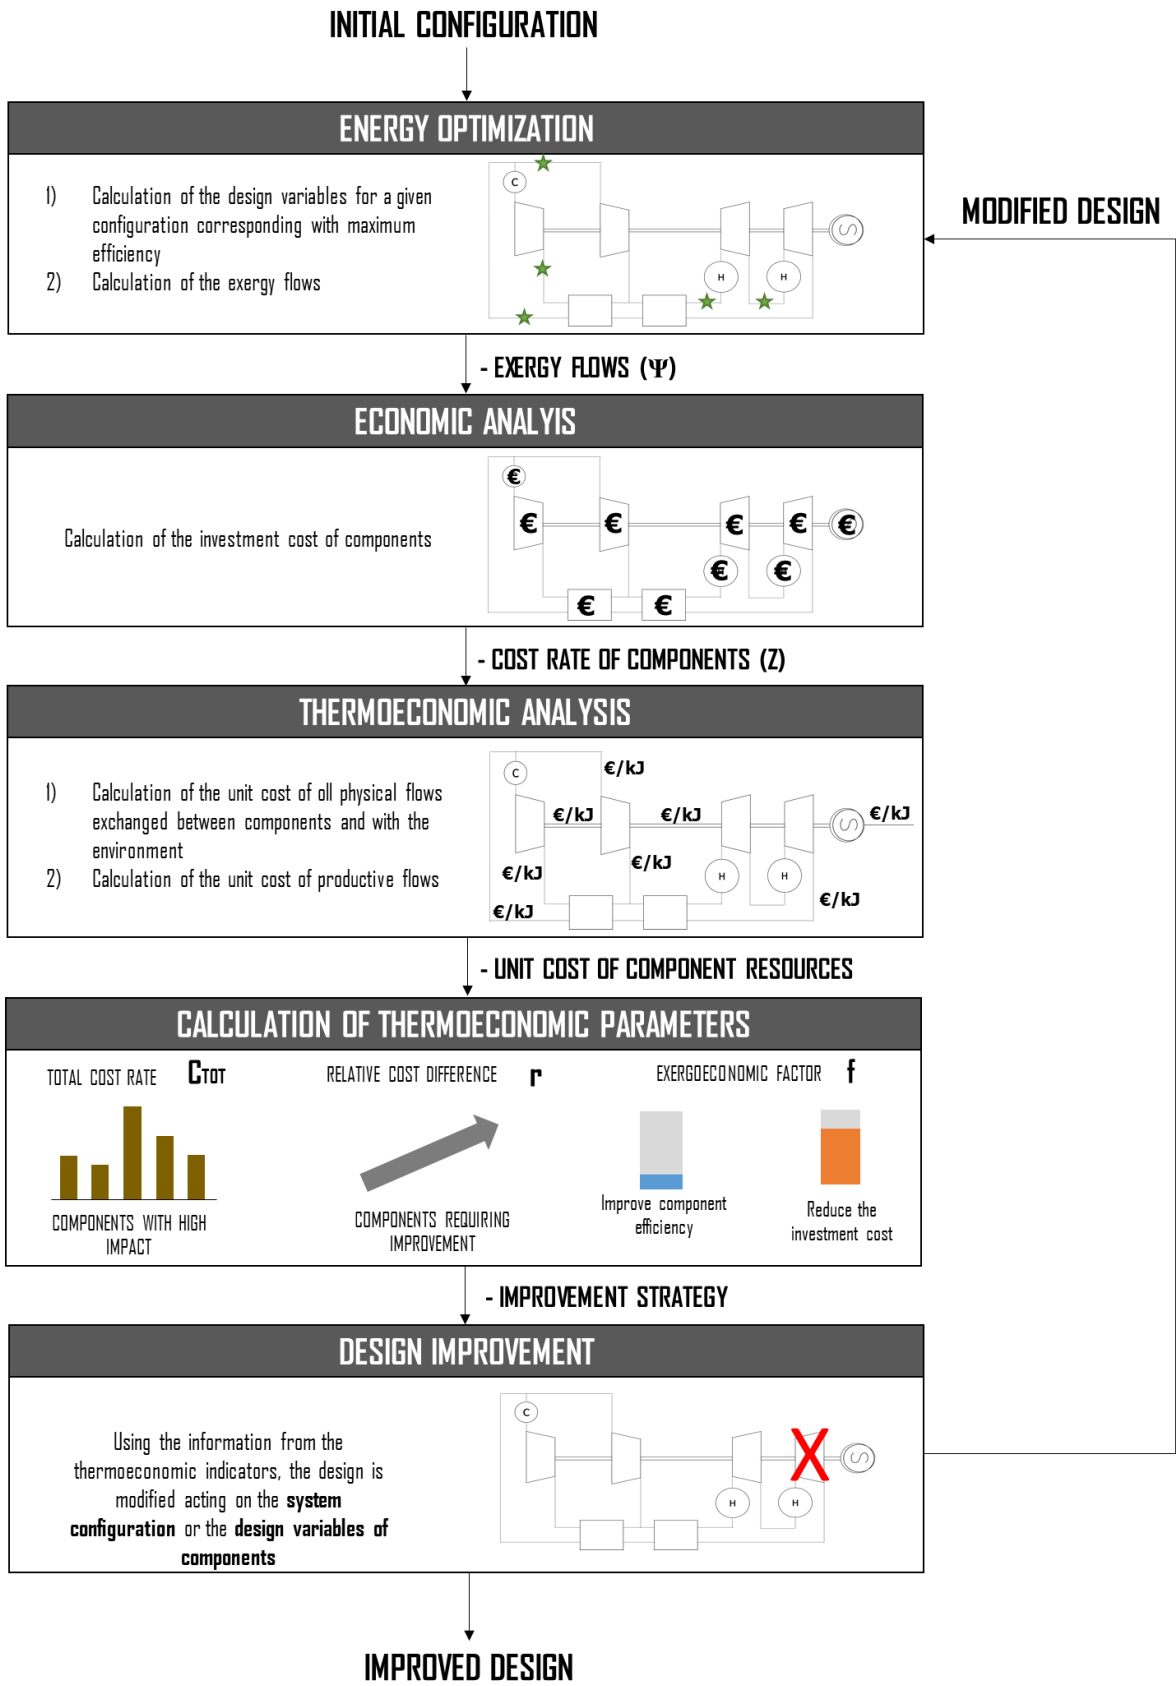 INITIAL CONFIGURATION
ENERGY OPTIMIZATION
1) Calculation of the design variables for a given
configuration corresponding with maximum
efficiency
2) Calculation of the exergy flows
C
H
H
S
MODIFIED DESIGN
- EXERGY FLOWS (Ψ)
ECONOMIC ANALYIS
Calculation of the investment cost of components
€
€
€
€
€
€
€
€
€
€
- COST RATE OF COMPONENTS (Z)
THERMOECONOMIC ANALYSIS
1) Calculation of the unit cost of oll physical flows
exchanged between components and with the
environment
2) Calculation of the unit cost of productive flows
C
€/kJ
€/kJ
€/kJ
€/kJ
S
€/kJ
€/kJ
H
H
€/kJ
€/kJ
- UNIT COST OF COMPONENT RESOURCES
CALCULATION OF THERMOECONOMIC PARAMETERS
TOTAL COST RATE CTOT
COMPONENTS WITH HIGH
IMPACT
RELATIVE COST DIFFERENCE r
COMPONENTS REQUIRING
IMPROVEMENT
EXERGOECONOMIC FACTOR f
Improve component
efficiency
Reduce the
investment cost
- IMPROVEMENT STRATEGY
DESIGN IMPROVEMENT
Using the information from the
thermoeconomic indicators, the design is
modified acting on the system
configuration or the design variables of
components
C
X
S
H
H
IMPROVED DESIGN